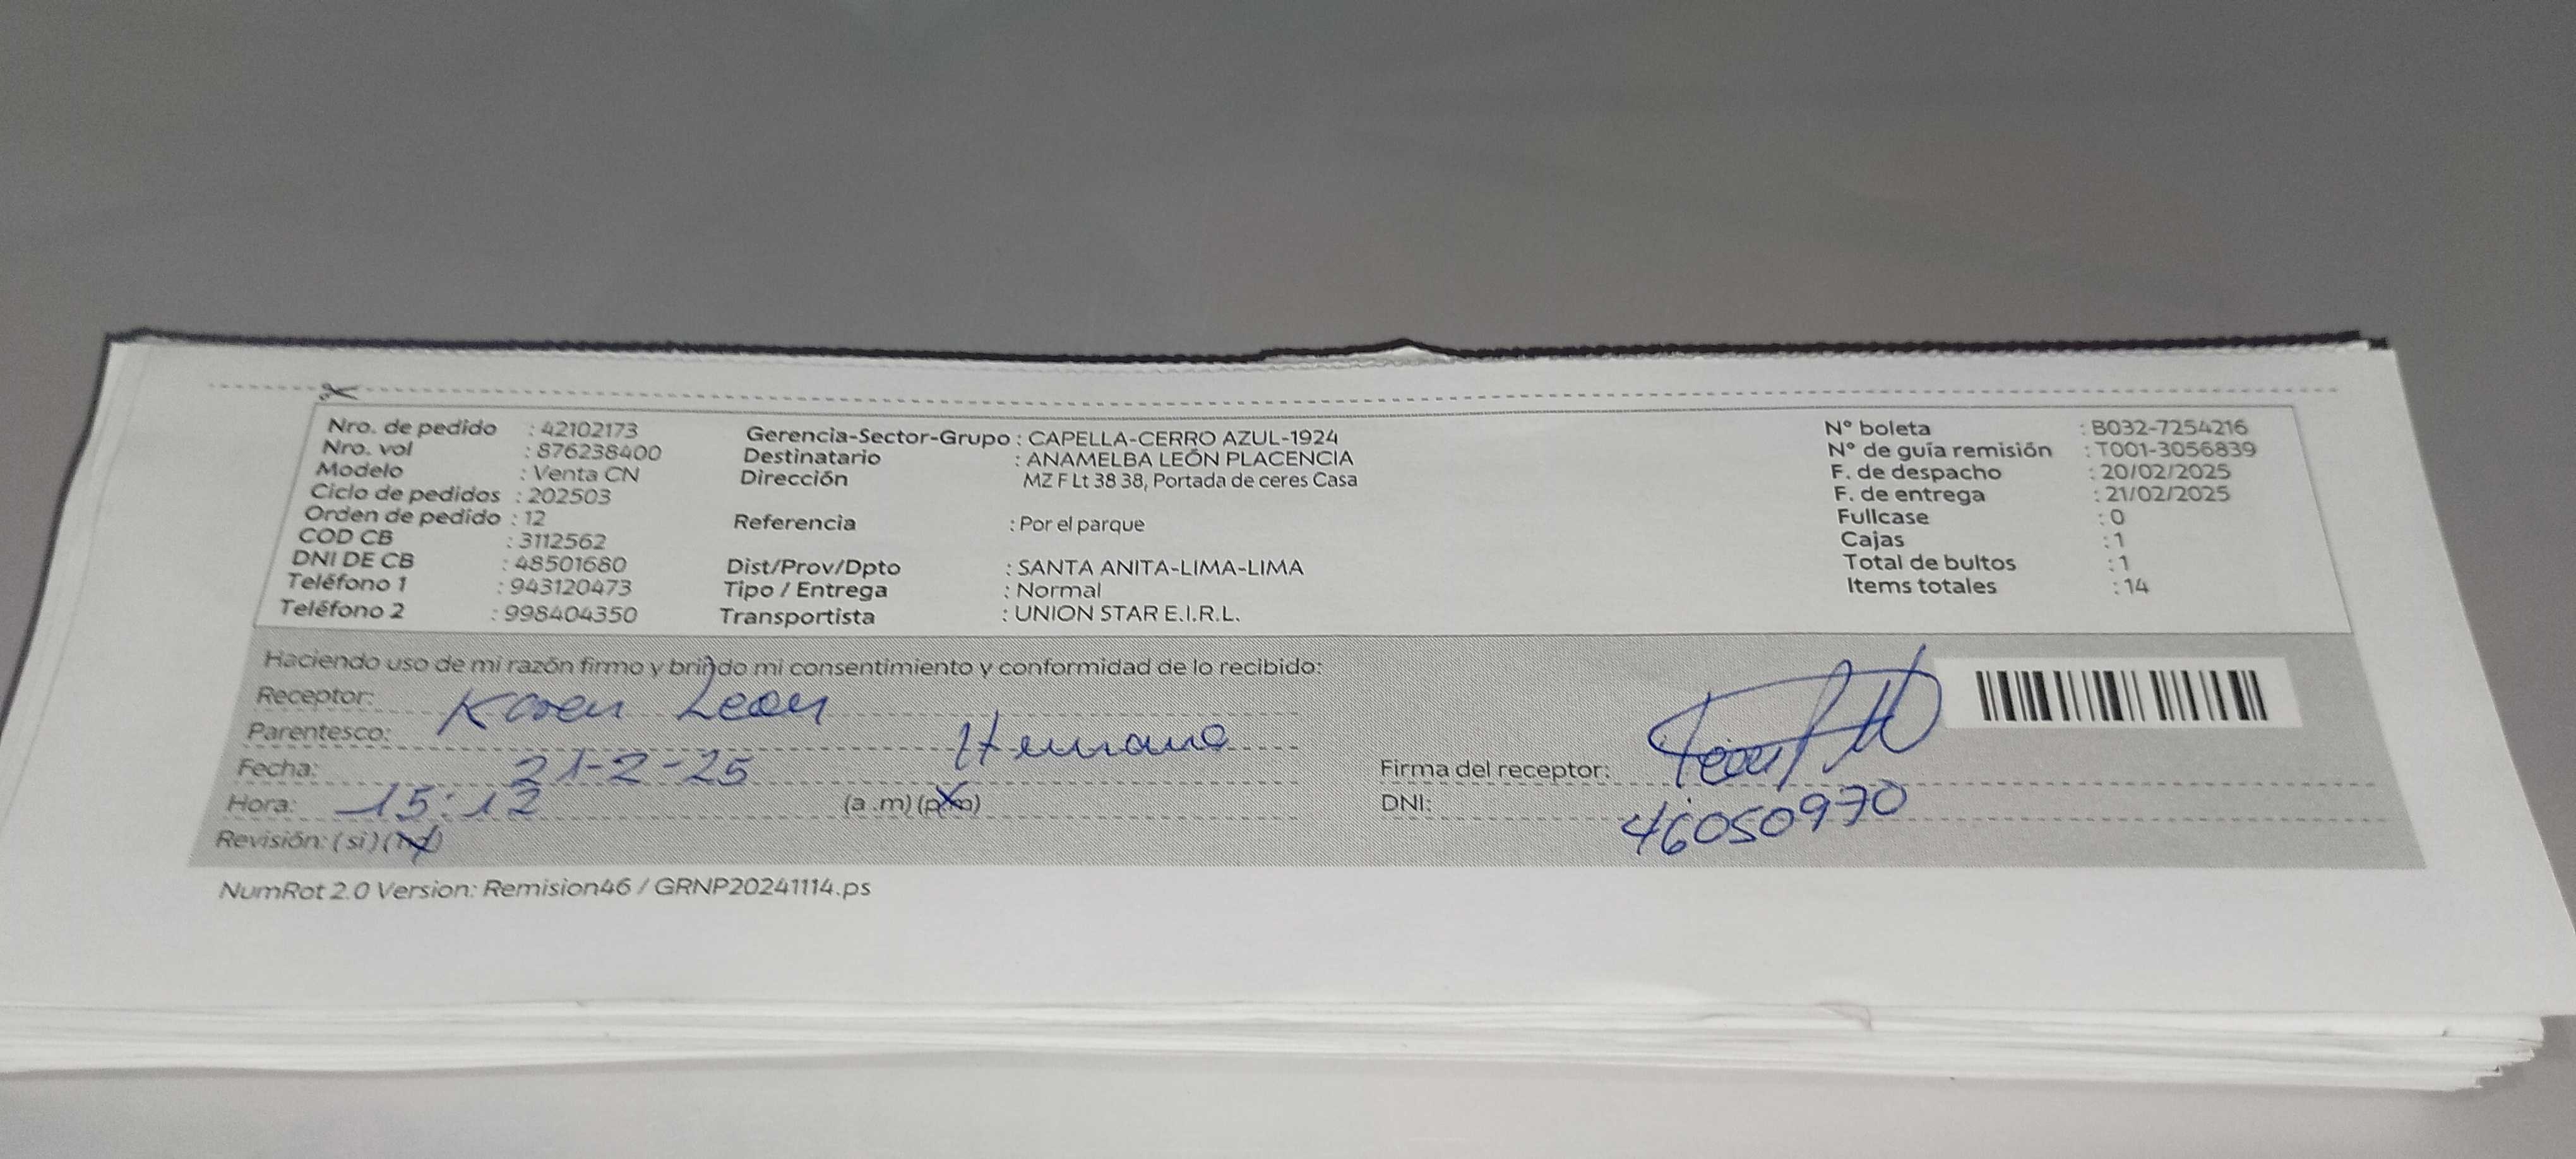 Nro. de pedido : 42102173
Nro. vol : 876238400
Modelo : Venta CN
Ciclo de pedidos : 202503
Orden de pedido : 12
COD CB : 3112562
DNI DE CB : 48501680
Teléfono 1 : 943120473
Teléfono 2 : 998404350
Gerencia-Sector-Grupo : CAPELLA-CERRO AZUL-1924
Destinatario : ANAMELBA LEÓN PLACENCIA
Dirección MZ F Lt 38 38, Portada de ceres Casa
Referencia : Por el parque
Dist/Prov/Dpto : SANTA ANITA-LIMA-LIMA
Tipo / Entrega : Normal
Transportista : UNION STAR E.I.R.L.
N° boleta : B032-7254216
N° de guía remisión : T001-3056839
F. de despacho : 20/02/2025
F. de entrega : 21/02/2025
Fullcase : 0
Cajas : 1
Total de bultos : 1
Items totales : 14
Haciendo uso de mi razón firmo y brindo mi consentimiento y conformidad de lo recibido:
Receptor: Karen Leon
Parentesco: Hermana
Fecha: 21-2-25
Hora: 15:12 (a .m) (p.m)
Revisión: (si) (no)
Firma del receptor:
DNI: 46050970
NumRot 2.0 Version: Remision46 / GRNP20241114.ps